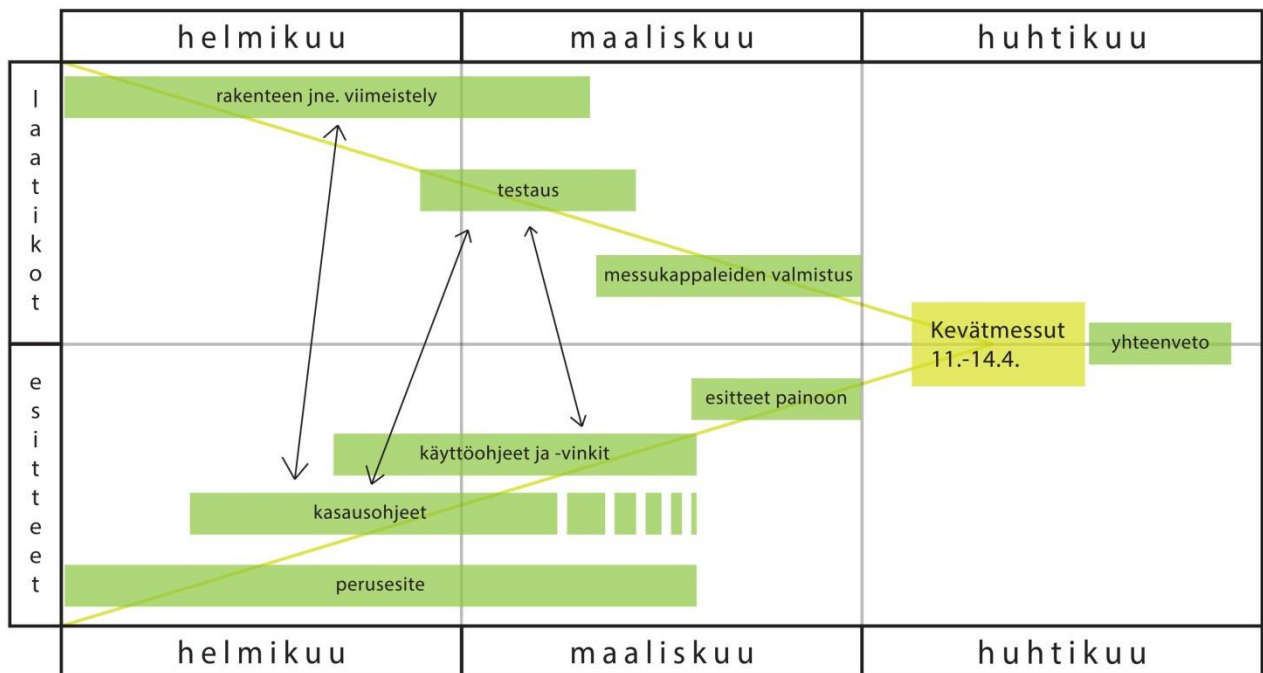 helmikuu
maaliskuu
huhtikuu
laatikot
rakenteen jne. viimeistely
testaus
messukappaleiden valmistus
Kevätmessut
11.-14.4.
yhteenveto
esitteet
esitteet painoon
käyttöohjeet ja -vinkit
kasausohjeet
perusesite
helmikuu
maaliskuu
huhtikuu